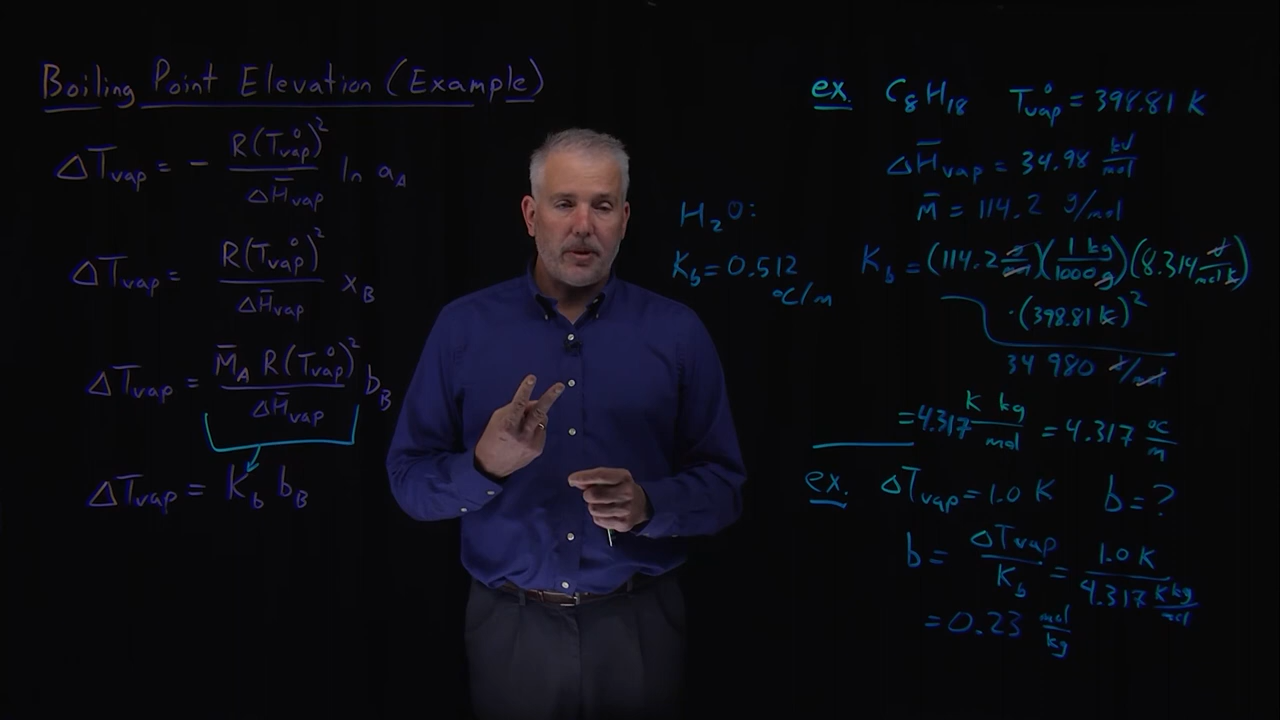 Boiling Point Elevation (Example)
ΔT̄vap = - R(T°vap)² / ΔH̄vap ln aA
ΔT̄vap = R(T°vap)² / ΔH̄vap xB
ΔTvap = M̄A R(T°vap)² / ΔH̄vap bB
ΔTvap = Kb bB
H₂O:
Kb = 0.512
°C/m
ex. C₈H₁₈ T°vap = 398.81 K
ΔH̄vap = 34.98 kJ/mol
M̄ = 114.2 g/mol
Kb = (114.2 g/mol)(1 kg/1000 g)(8.314 J/mol K)
·(398.81 K)²
34 980 J/mol
= 4.317 K kg/mol = 4.317 °C/m
ex. ΔTvap = 1.0 K b = ?
b = ΔTvap/Kb = 1.0 K / 4.317 K kg/mol
= 0.23 mol/kg